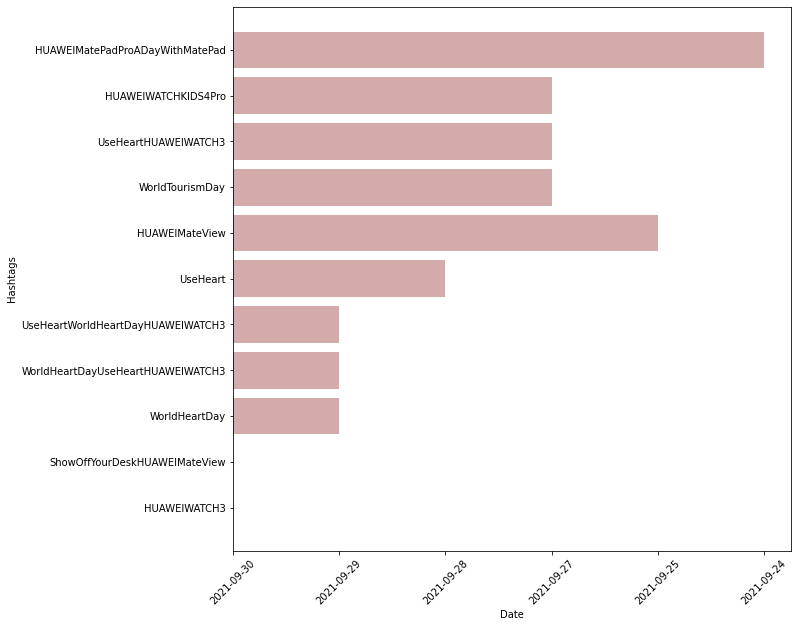 HUAWEIMatePadProADayWithMatePad
HUAWEIWATCHKIDS4Pro
UseHeartHUAWEIWATCH3
WorldTourismDay
HUAWEIMateView
UseHeart
UseHeartWorldHeartDayHUAWEIWATCH3
WorldHeartDayUseHeartHUAWEIWATCH3
WorldHeartDay
ShowOffYourDeskHUAWEIMateView
HUAWEIWATCH3
Hashtags
2021-09-30
2021-09-29
2021-09-28
2021-09-27
2021-09-25
2021-09-24
Date